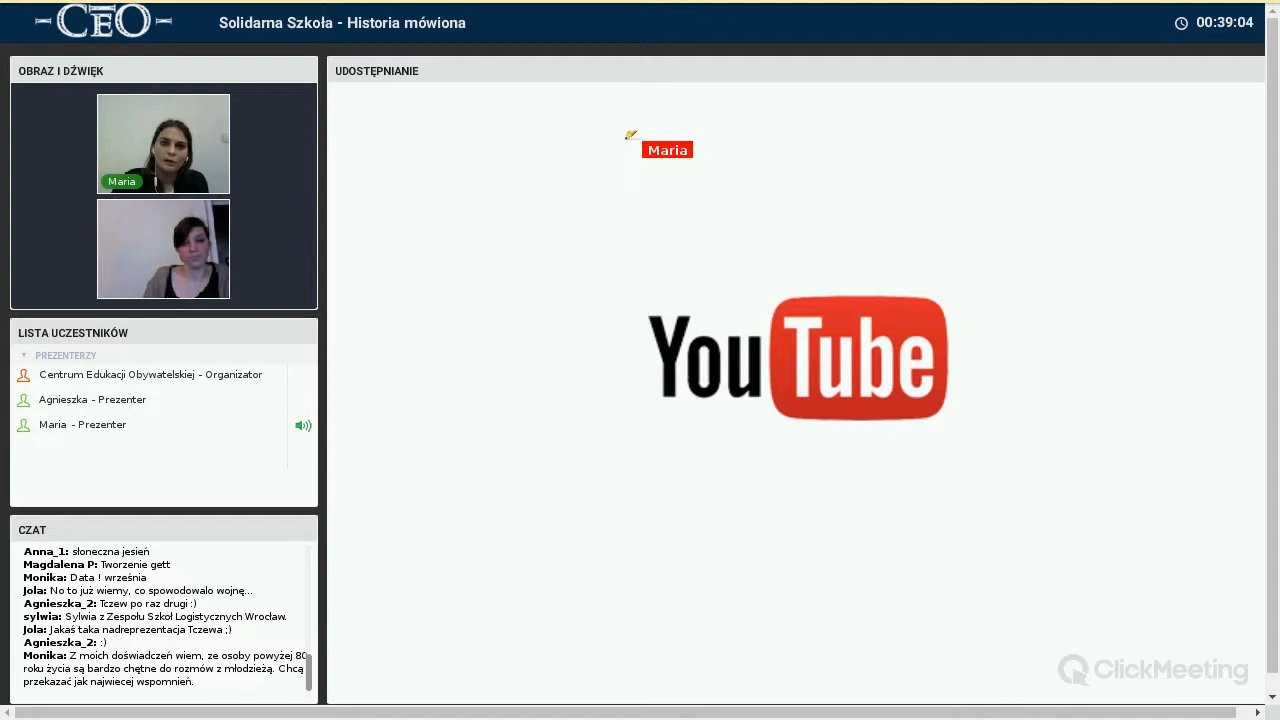 CEO
Solidarna Szkoła - Historia mówiona
00:39:04
OBRAZ I DŹWIĘK
Maria
LISTA UCZESTNIKÓW
PREZENTERZY
Centrum Edukacji Obywatelskiej - Organizator
Agnieszka - Prezenter
Maria - Prezenter
CZAT
Anna_1: słoneczna jesień
Magdalena P: Tworzenie gett
Monika: Data ! września
Jola: No to już wiemy, co spowodowalo wojnę...
Agnieszka_2: Tczew po raz drugi :)
sylwia: Sylwia z Zespołu Szkoł Logistycznych Wrocław.
Jola: Jakaś taka nadreprezentacja Tczewa ;)
Agnieszka_2: :)
Monika: Z moich doświadczeń wiem, ze osoby powyżej 80
roku życia są bardzo chętne do rozmów z młodzieżą. Chcą
przekazać jak najwiecej wspomnień.
UDOSTĘPNIANIE
Maria
YouTube
ClickMeeting